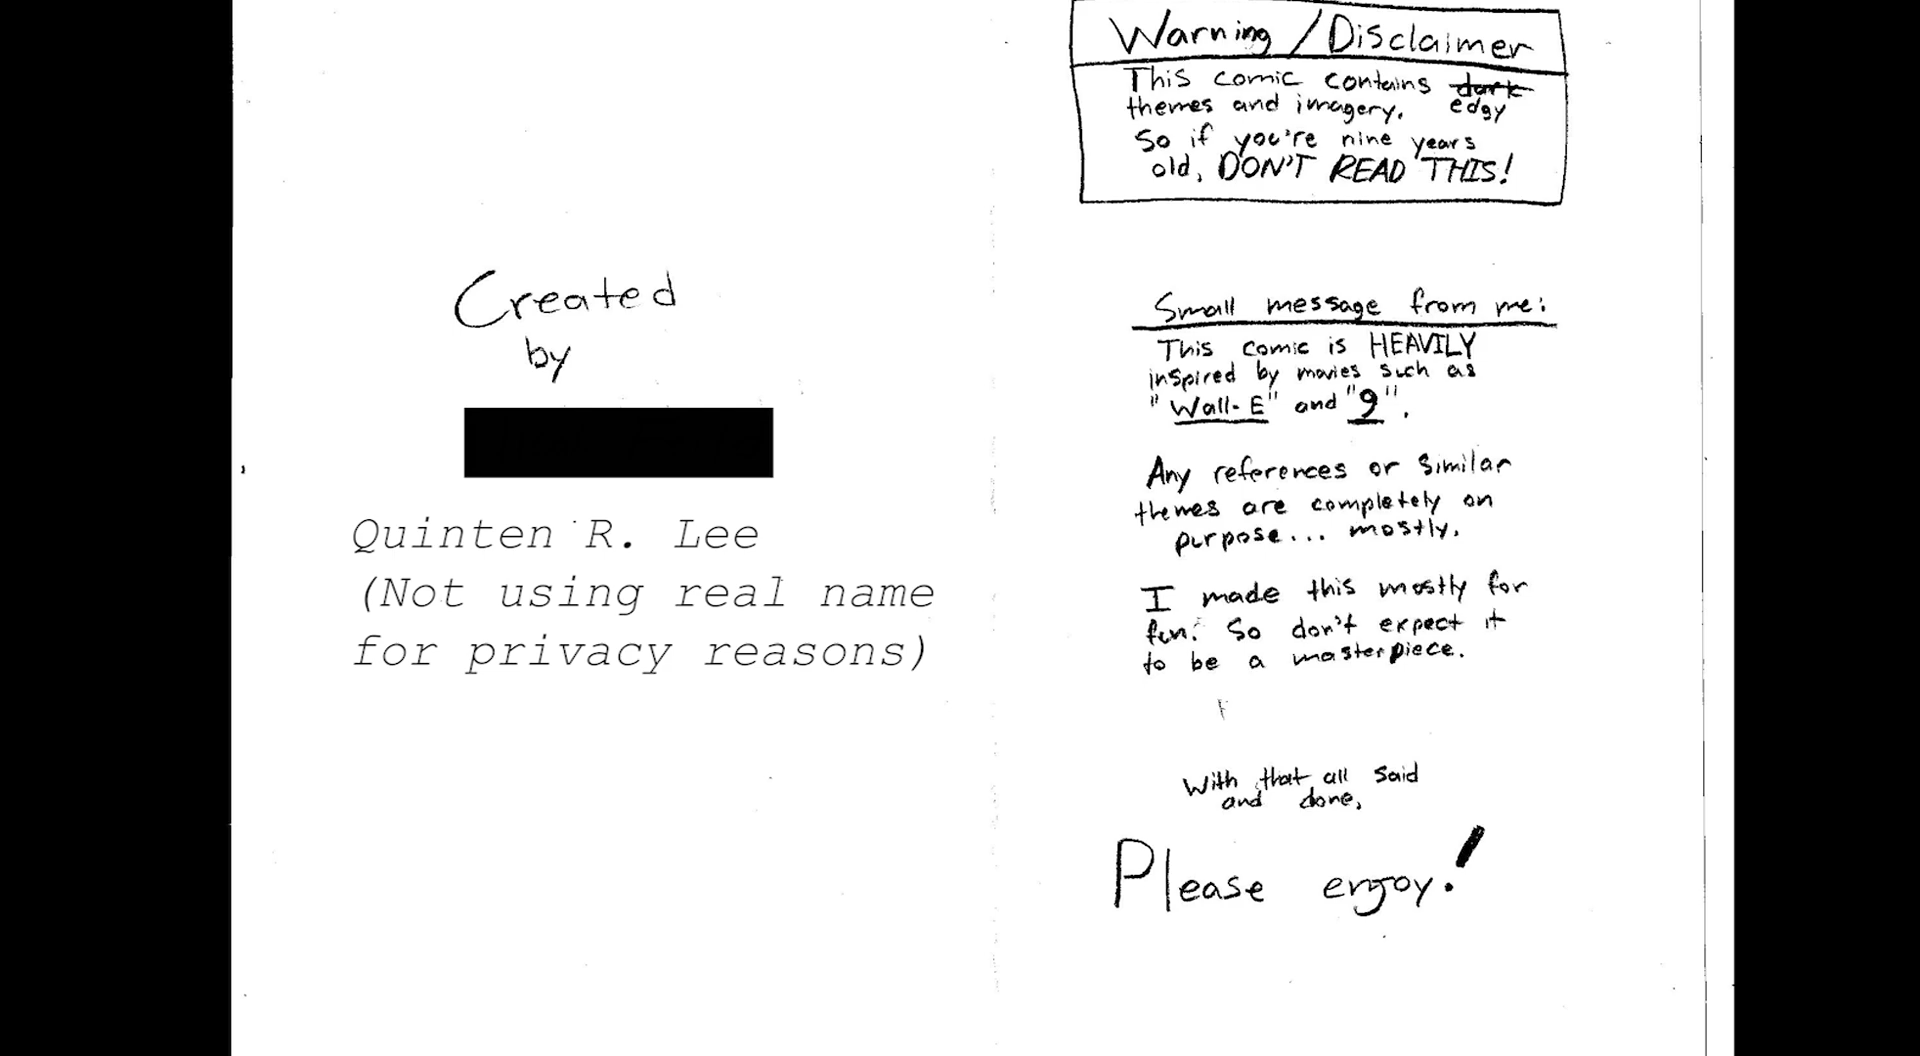 Created
by
Quinten R. Lee
(Not using real name
for privacy reasons)
Warning / Disclaimer
This comic contains dark
themes and imagery. edgy
So if you're nine years
old, DON'T READ THIS!
Small message from me:
This comic is HEAVILY
inspired by movies such as
"Wall-E" and "9".
Any references or similar
themes are completely on
purpose... mostly.
I made this mostly for
fun. So don't expect it
to be a masterpiece.
With that all said
and done,
Please enjoy!